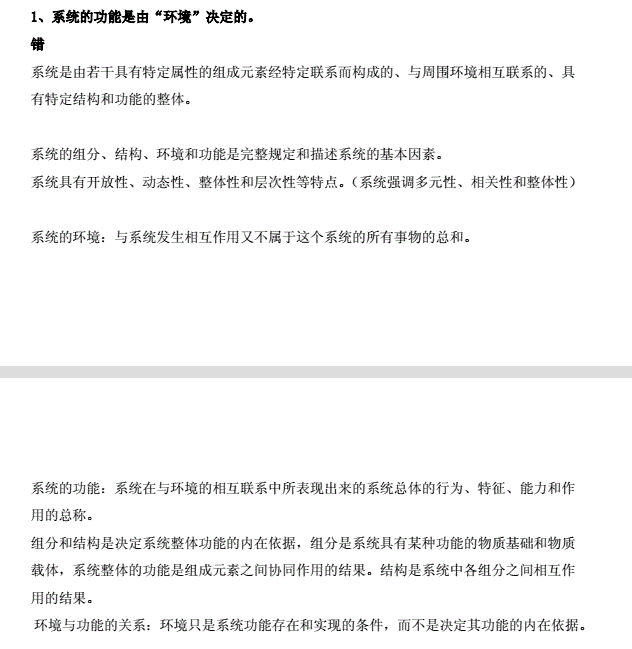 1、系统的功能是由“环境”决定的。
错
系统是由若干具有特定属性的组成元素经特定联系而构成的、与周围环境相互联系的、具
有特定结构和功能的整体。
系统的组分、结构、环境和功能是完整规定和描述系统的基本因素。
系统具有开放性、动态性、整体性和层次性等特点。（系统强调多元性、相关性和整体性）
系统的环境：与系统发生相互作用又不属于这个系统的所有事物的总和。
系统的功能：系统在与环境的相互联系中所表现出来的系统总体的行为、特征、能力和作
用的总称。
组分和结构是决定系统整体功能的内在依据，组分是系统具有某种功能的物质基础和物质
载体，系统整体的功能是组成元素之间协同作用的结果。结构是系统中各组分之间相互作
用的结果。
环境与功能的关系：环境只是系统功能存在和实现的条件，而不是决定其功能的内在依据。